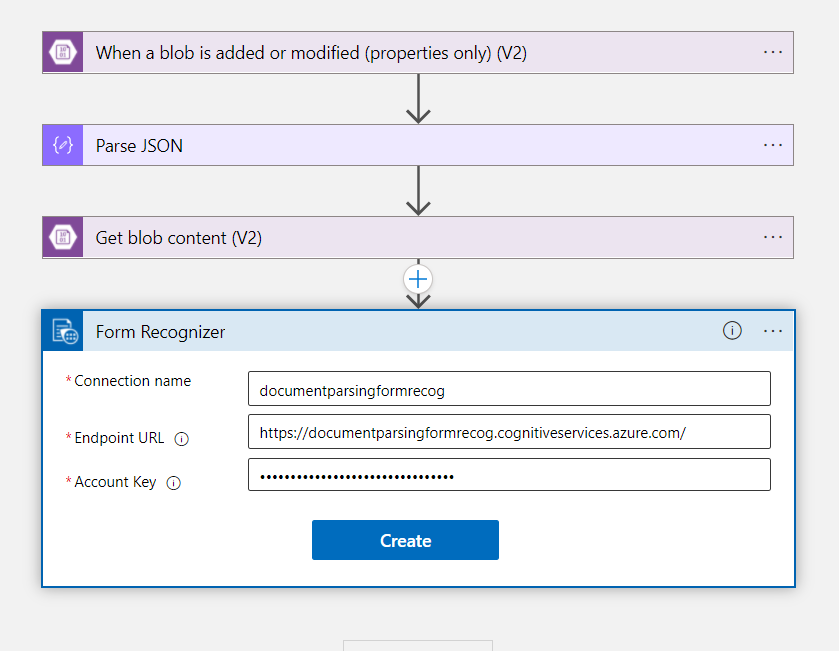 When a blob is added or modified (properties only) (V2)
Parse JSON
Get blob content (V2)
Form Recognizer
* Connection name
documentparsingformrecog
* Endpoint URL
https://documentparsingformrecog.cognitiveservices.azure.com/
* Account Key
Create